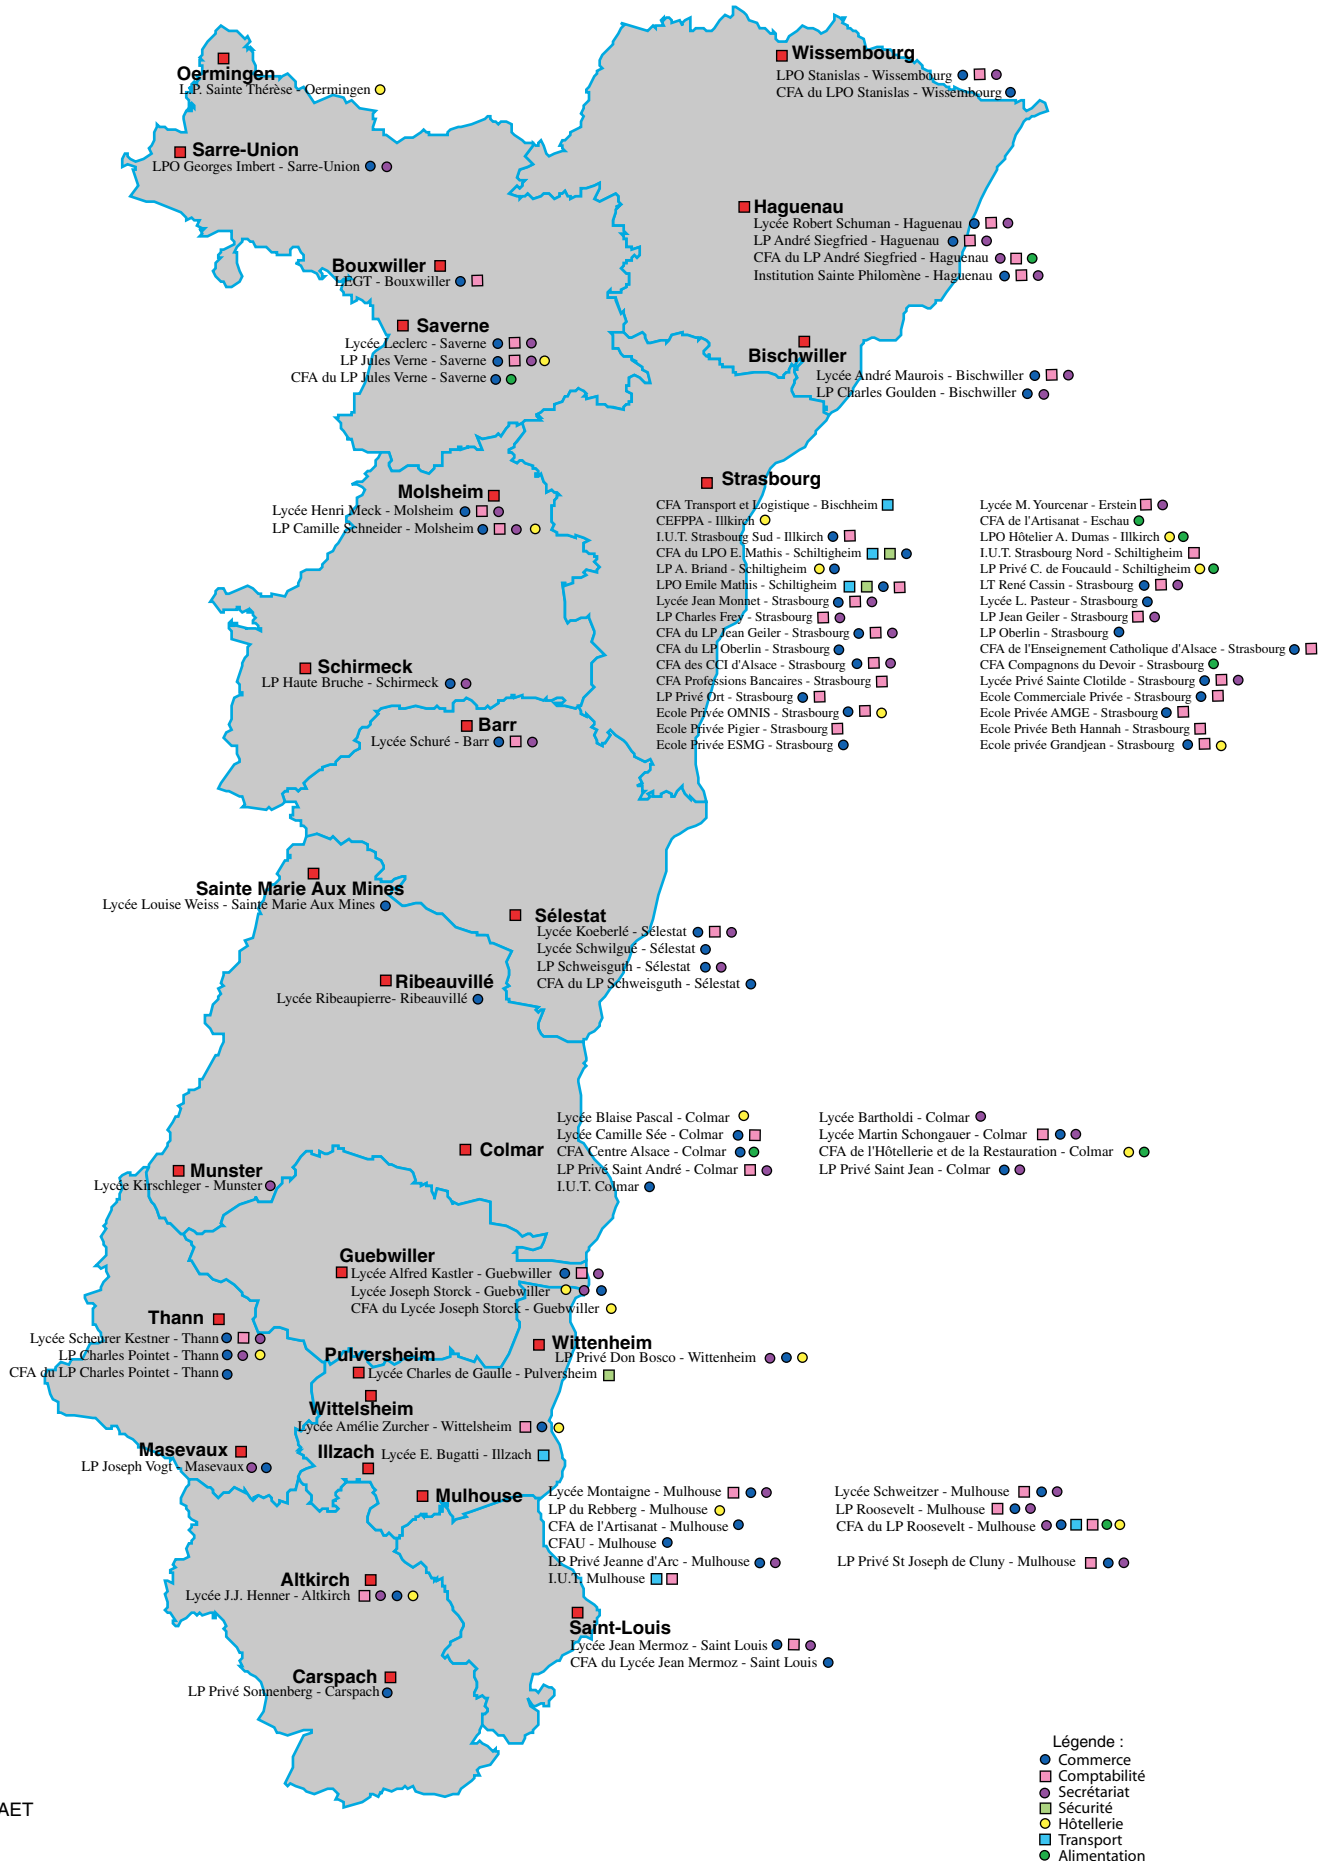 Wissembourg
LPO Stanislas - Wissembourg
CFA du LPO Stanislas - Wissembourg
Oermingen
L.P. Sainte Thérèse - Oermingen
Sarre-Union
LPO Georges Imbert - Sarre-Union
Haguenau
Lycée Robert Schuman - Haguenau
LP André Siegfried - Haguenau
CFA du LP André Siegfried - Haguenau
Institution Sainte Philomène - Haguenau
Bouxwiller
LEGT - Bouxwiller
Saverne
Lycée Leclerc - Saverne
LP Jules Verne - Saverne
CFA du LP Jules Verne - Saverne
Bischwiller
Lycée André Maurois - Bischwiller
LP Charles Goulden - Bischwiller
Molsheim
Lycée Henri Meck - Molsheim
LP Camille Schneider - Molsheim
Strasbourg
CFA Transport et Logistique - Bischheim
CEFPPA - Illkirch
I.U.T. Strasbourg Sud - Illkirch
CFA du LPO E. Mathis - Schiltigheim
LP A. Briand - Schiltigheim
LPO Emile Mathis - Schiltigheim
Lycée Jean Monnet - Strasbourg
LP Charles Frey - Strasbourg
CFA du LP Jean Geiler - Strasbourg
CFA du LP Oberlin - Strasbourg
CFA des CCI d'Alsace - Strasbourg
CFA Professions Bancaires - Strasbourg
LP Privé Ort - Strasbourg
Ecole Privée OMNIS - Strasbourg
Ecole Privée Pigier - Strasbourg
Ecole Privée ESMG - Strasbourg
Lycée M. Yourcenar - Erstein
CFA de l'Artisanat - Eschau
LPO Hôtelier A. Dumas - Illkirch
I.U.T. Strasbourg Nord - Schiltigheim
LP Privé C. de Foucauld - Schiltigheim
LT René Cassin - Strasbourg
Lycée L. Pasteur - Strasbourg
LP Jean Geiler - Strasbourg
LP Oberlin - Strasbourg
CFA de l'Enseignement Catholique d'Alsace - Strasbourg
CFA Compagnons du Devoir - Strasbourg
Lycée Privé Sainte Clotilde - Strasbourg
Ecole Commerciale Privée - Strasbourg
Ecole Privée AMGE - Strasbourg
Ecole Privée Beth Hannah - Strasbourg
Ecole privée Grandjean - Strasbourg
Schirmeck
LP Haute Bruche - Schirmeck
Barr
Lycée Schuré - Barr
Sainte Marie Aux Mines
Lycée Louise Weiss - Sainte Marie Aux Mines
Sélestat
Lycée Koeberlé - Sélestat
Lycée Schwilgué - Sélestat
LP Schweisguth - Sélestat
CFA du LP Schweisguth - Sélestat
Ribeauvillé
Lycée Ribeaupierre- Ribeauvillé
Colmar
Lycée Blaise Pascal - Colmar
Lycée Camille Sée - Colmar
CFA Centre Alsace - Colmar
LP Privé Saint André - Colmar
I.U.T. Colmar
Lycée Bartholdi - Colmar
Lycée Martin Schongauer - Colmar
CFA de l'Hôtellerie et de la Restauration - Colmar
LP Privé Saint Jean - Colmar
Munster
Lycée Kirschleger - Munster
Guebwiller
Lycée Alfred Kastler - Guebwiller
Lycée Joseph Storck - Guebwiller
CFA du Lycée Joseph Storck - Guebwiller
Thann
Lycée Scheurer Kestner - Thann
LP Charles Pointet - Thann
CFA du LP Charles Pointet - Thann
Wittenheim
LP Privé Don Bosco - Wittenheim
Pulversheim
Lycée Charles de Gaulle - Pulversheim
Wittelsheim
Lycée Amélie Zurcher - Wittelsheim
Masevaux
LP Joseph Vogt - Masevaux
Illzach
Lycée E. Bugatti - Illzach
Mulhouse
Lycée Montaigne - Mulhouse
LP du Rebberg - Mulhouse
CFA de l'Artisanat - Mulhouse
CFAU - Mulhouse
LP Privé Jeanne d'Arc - Mulhouse
I.U.T. Mulhouse
Lycée Schweitzer - Mulhouse
LP Roosevelt - Mulhouse
CFA du LP Roosevelt - Mulhouse
LP Privé St Joseph de Cluny - Mulhouse
Altkirch
Lycée J.J. Henner - Altkirch
Saint-Louis
Lycée Jean Mermoz - Saint Louis
CFA du Lycée Jean Mermoz - Saint Louis
Carspach
LP Privé Sonnenberg - Carspach
Légende :
Commerce
Comptabilité
Secrétariat
Sécurité
Hôtellerie
Transport
Alimentation
AET